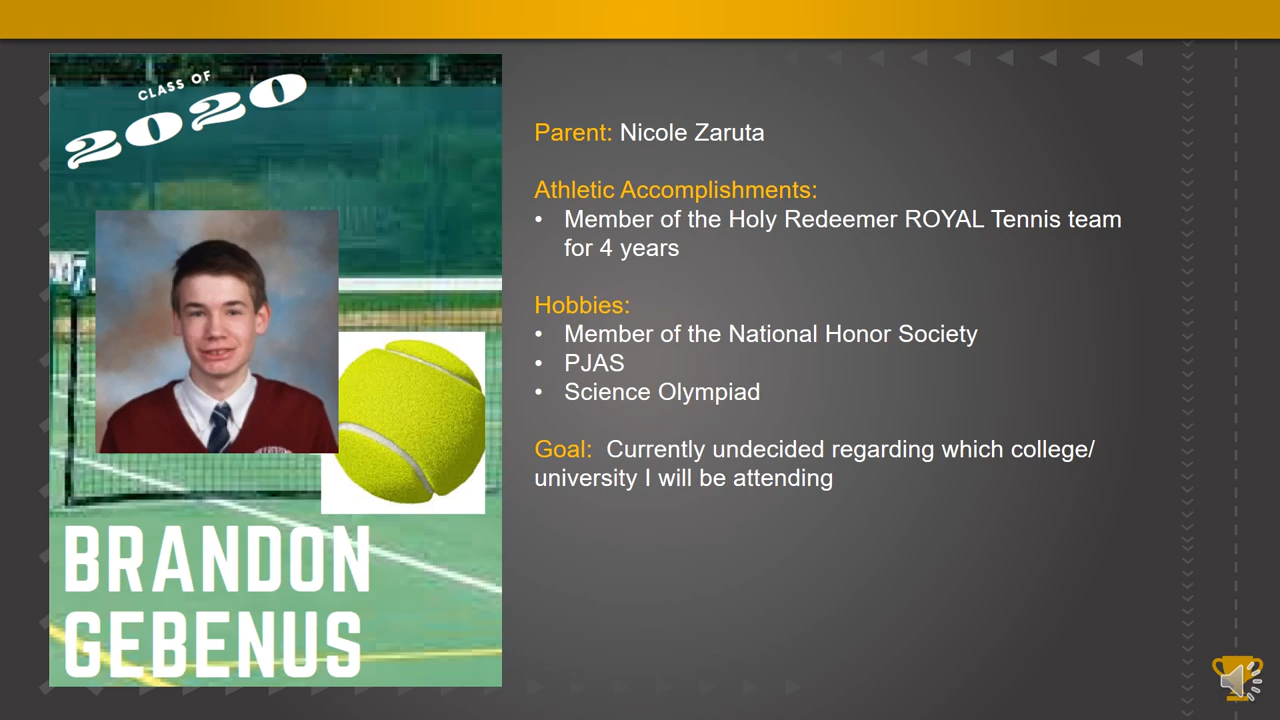 CLASS OF
2020
BRANDON
GEBENUS
Parent: Nicole Zaruta
Athletic Accomplishments:
• Member of the Holy Redeemer ROYAL Tennis team
for 4 years
Hobbies:
• Member of the National Honor Society
• PJAS
• Science Olympiad
Goal: Currently undecided regarding which college/
university I will be attending